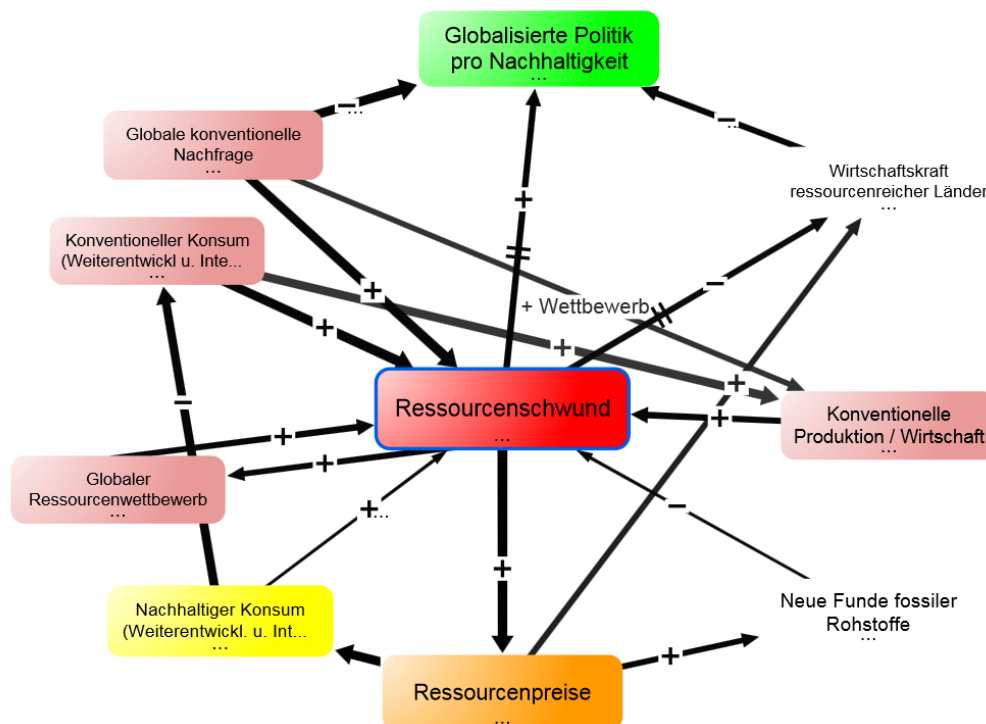 Globalisierte Politik
pro Nachhaltigkeit
...
−...
−...
Globale konventionelle
Nachfrage
...
Wirtschaftskraft
ressourcenreicher Länder
...
+
Konventioneller Konsum
(Weiterentwickl u. Inte...
...
+
−
+ Wettbewerb
+
+
+
Ressourcenschwund
...
+
−
Konventionelle
Produktion / Wirtschaft
...
+
+
+
Globaler
Ressourcenwettbewerb
...
+...
−
+
Nachhaltiger Konsum
(Weiterentwickl. u. Int...
...
Neue Funde fossiler
Rohstoffe
...
+
Ressourcenpreise
...